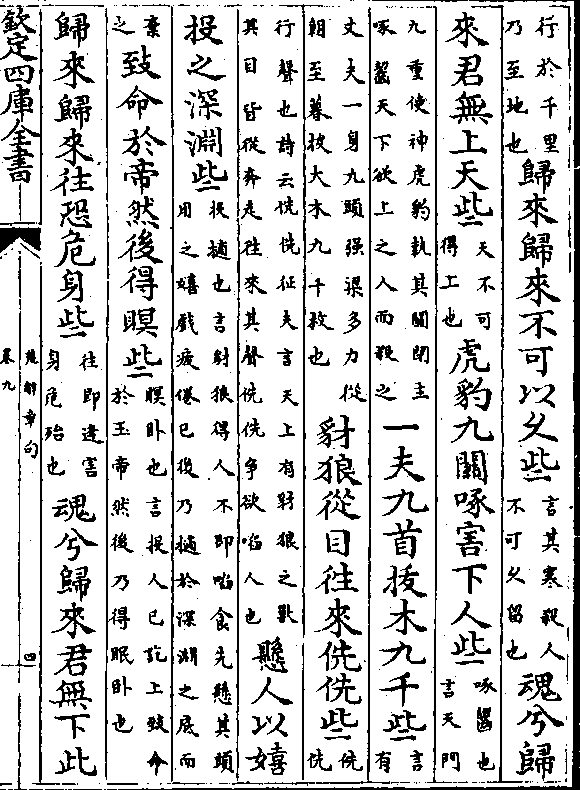 行於千里乃至地也歸來歸來不可以久些言其寒殺人不可久留也魂兮歸
來君無上天些天不可得上也虎豹九關啄害下人些啄齧也言天門
九重使神虎豹執其關閉主啄齧天下欲上之人而殺之一夫九首拔木九千些言有
丈夫一身九頭强梁多力從朝至暮拔大木九千枚也豺狼從目往來侁侁些侁侁
行聲也詩云侁侁征夫言天上有豺狼之獸其目皆從奔走往來其聲侁侁爭欲啗人也懸人以嬉
投之深淵些投擿也言豺狼得人不即啗食先懸其頭用之嬉戲疲倦已後乃擿於深淵之底而
棄之致命於帝然後得瞑些瞑卧也言投人已訖上致命於玉帝然後乃得眠卧也
歸來歸來往恐危身些往即逢害身危殆也魂兮歸來君無下此
欽定四庫全書
楚辭章句
卷九
四